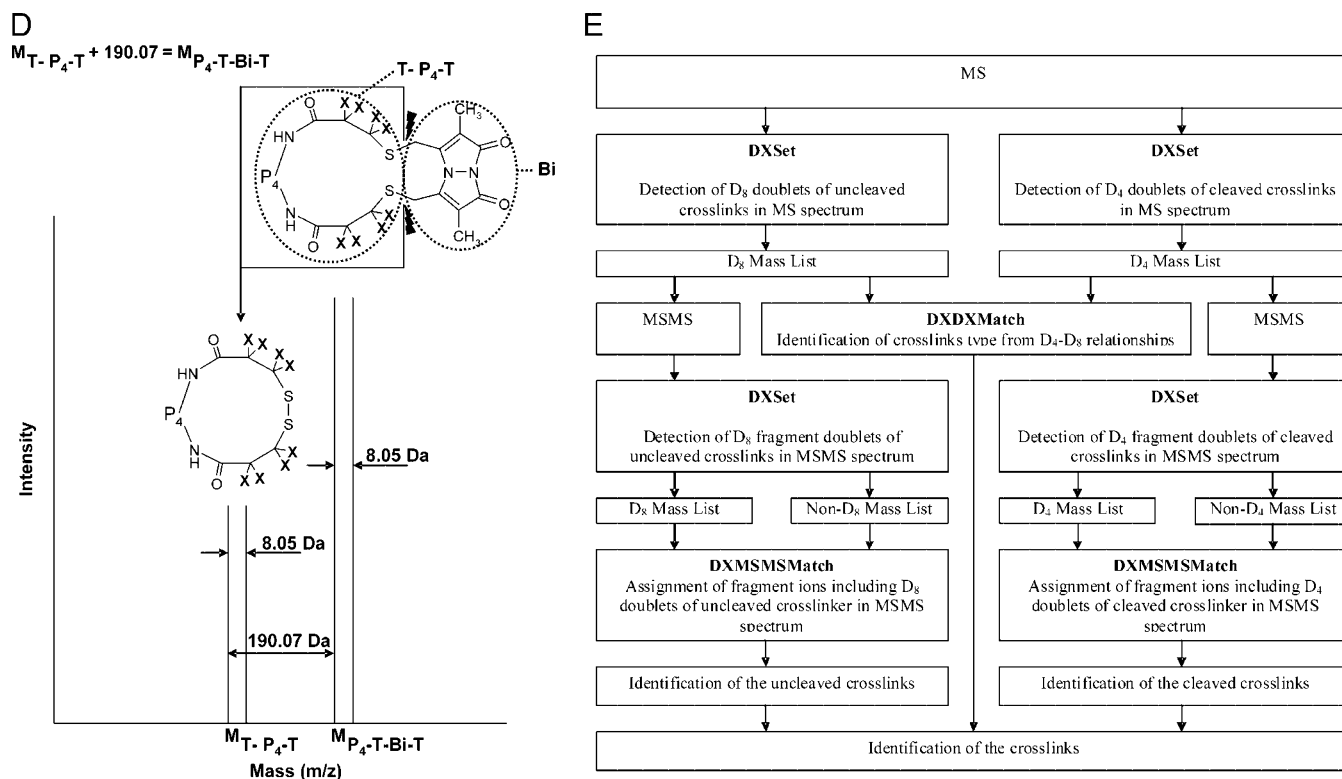 D
M T- P4-T + 190.07 = M P4-T-Bi-T
T- P4-T
O
X X
X X
CH3
HN
S
O
P4
N N
Bi
S
NH
X X
O
X X
O
CH3
O
X X
X X
HN
S
P4
S
N
H
X X
O
X X
8.05 Da
8.05 Da
190.07 Da
Intensity
M T- P4-T
M P4-T-Bi-T
Mass (m/z)
E
MS
DXSet
Detection of D8 doublets of uncleaved
crosslinks in MS spectrum
DXSet
Detection of D4 doublets of cleaved crosslinks
in MS spectrum
D8 Mass List
D4 Mass List
MSMS
DXDXMatch
Identification of crosslinks type from D4-D8 relationships
MSMS
DXSet
Detection of D8 fragment doublets of
uncleaved crosslinks in MSMS spectrum
DXSet
Detection of D4 fragment doublets of cleaved
crosslinks in MSMS spectrum
D8 Mass List
Non-D8 Mass List
D4 Mass List
Non-D4 Mass List
DXMSMSMatch
Assignment of fragment ions including D8
doublets of uncleaved crosslinker in MSMS
spectrum
DXMSMSMatch
Assignment of fragment ions including D4
doublets of cleaved crosslinker in MSMS
spectrum
Identification of the uncleaved crosslinks
Identification of the cleaved crosslinks
Identification of the crosslinks